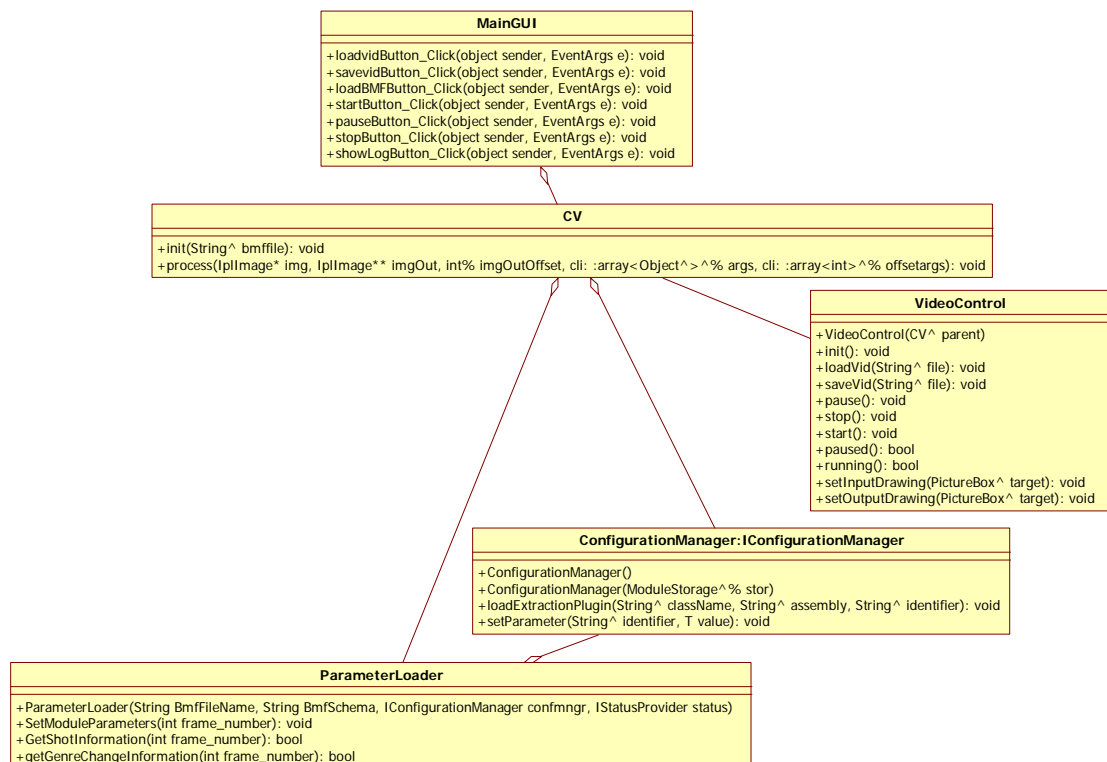 MainGUI
+loadvidButton_Click(object sender, EventArgs e): void
+savevidButton_Click(object sender, EventArgs e): void
+loadBMFButton_Click(object sender, EventArgs e): void
+startButton_Click(object sender, EventArgs e): void
+pauseButton_Click(object sender, EventArgs e): void
+stopButton_Click(object sender, EventArgs e): void
+showLogButton_Click(object sender, EventArgs e): void
CV
+init(String^ bmffile): void
+process(IplImage* img, IplImage** imgOut, int% imgOutOffset, cli: :array<Object^>^% args, cli: :array<int>^% offsetargs): void
VideoControl
+VideoControl(CV^ parent)
+init(): void
+loadVid(String^ file): void
+saveVid(String^ file): void
+pause(): void
+stop(): void
+start(): void
+paused(): bool
+running(): bool
+setInputDrawing(PictureBox^ target): void
+setOutputDrawing(PictureBox^ target): void
ConfigurationManager:IConfigurationManager
+ConfigurationManager()
+ConfigurationManager(ModuleStorage^% stor)
+loadExtractionPlugin(String^ className, String^ assembly, String^ identifier): void
+setParameter(String^ identifier, T value): void
ParameterLoader
+ParameterLoader(String BmfFileName, String BmfSchema, IConfigurationManager confmngr, IStatusProvider status)
+SetModuleParameters(int frame_number): void
+GetShotInformation(int frame_number): bool
+getGenreChangeInformation(int frame_number): bool